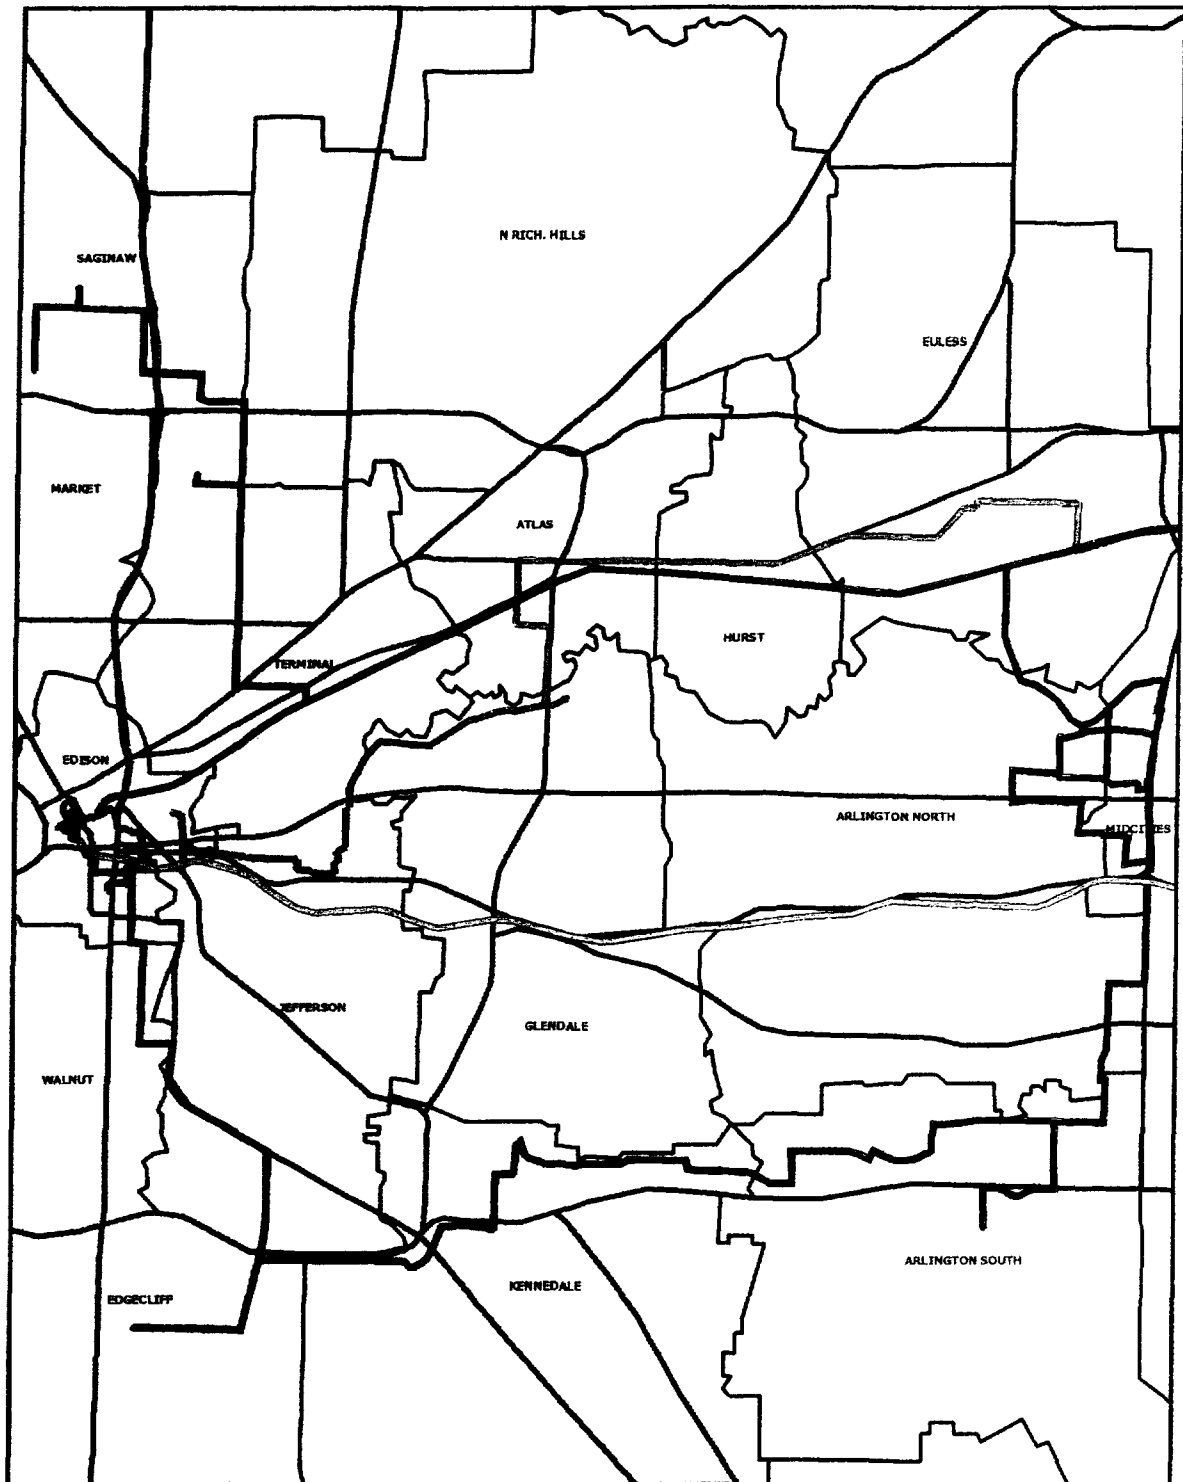 N RICH. HILLS
SAGINAW
EULESS
MARKET
ATLAS
HURST
TERMINAL
EDISON
ARLINGTON NORTH
MIDCITIES
JEFFERSON
GLENDALE
WALNUT
ARLINGTON SOUTH
KENNEDALE
EDGECLIFF